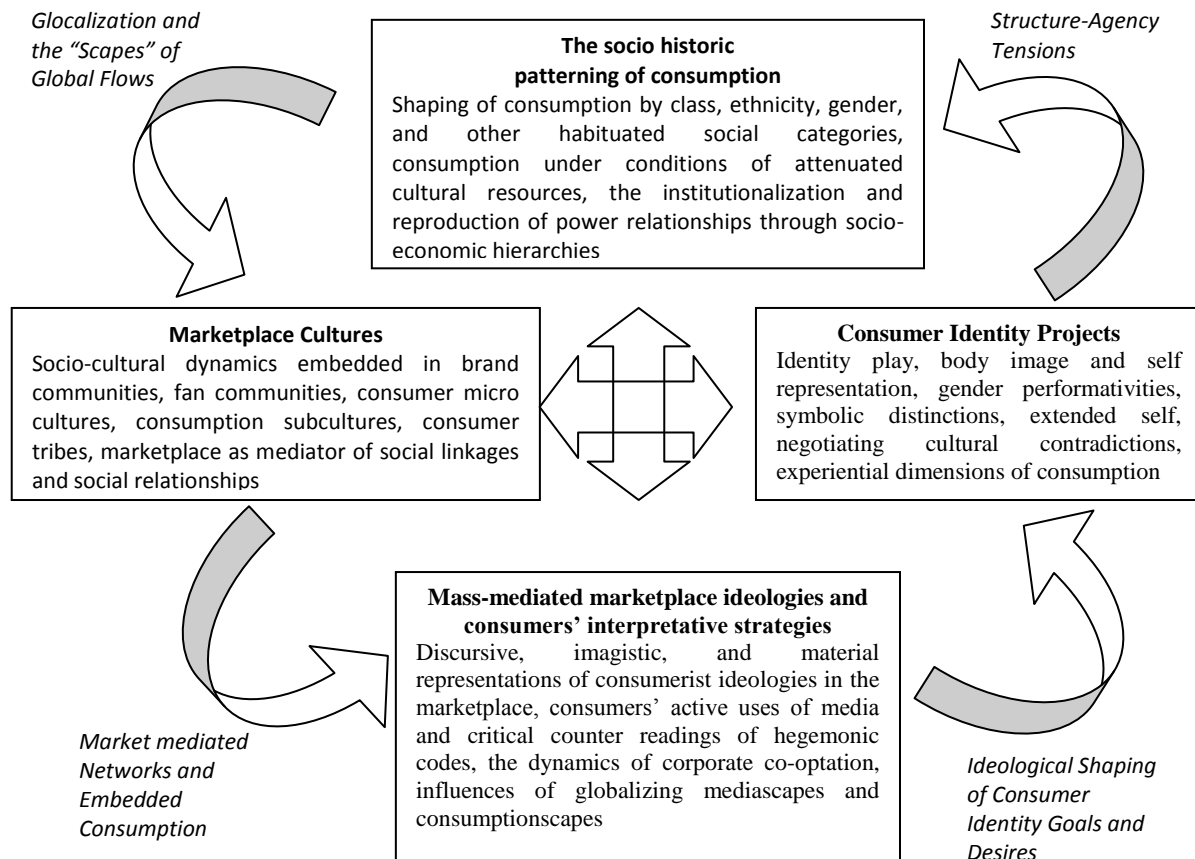 Glocalization and
the “Scapes” of
Global Flows
Structure-Agency
Tensions
The socio historic
patterning of consumption
Shaping of consumption by class, ethnicity, gender,
and other habituated social categories,
consumption under conditions of attenuated
cultural resources, the institutionalization and
reproduction of power relationships through socio-
economic hierarchies
Marketplace Cultures
Socio-cultural dynamics embedded in brand
communities, fan communities, consumer micro
cultures, consumption subcultures, consumer
tribes, marketplace as mediator of social linkages
and social relationships
Consumer Identity Projects
Identity play, body image and self
representation, gender performativities,
symbolic distinctions, extended self,
negotiating cultural contradictions,
experiential dimensions of consumption
Mass-mediated marketplace ideologies and
consumers’ interpretative strategies
Discursive, imagistic, and material
representations of consumerist ideologies in the
marketplace, consumers’ active uses of media
and critical counter readings of hegemonic
codes, the dynamics of corporate co-optation,
influences of globalizing mediascapes and
consumptionscapes
Market mediated
Networks and
Embedded
Consumption
Ideological Shaping
of Consumer
Identity Goals and
Desires